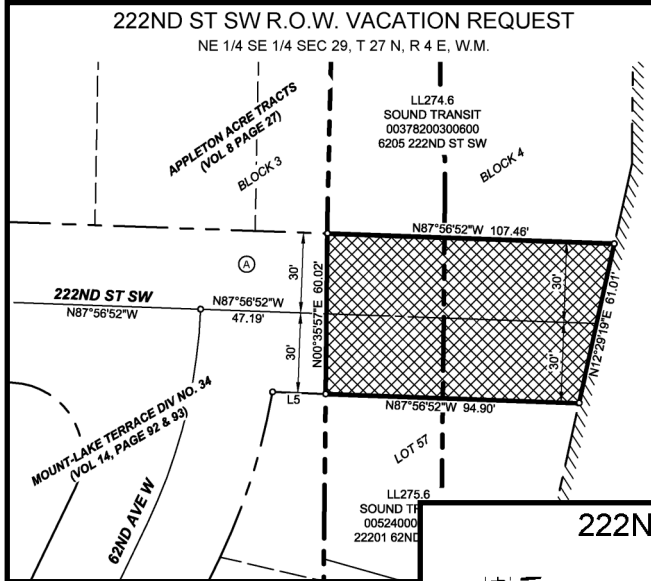 222ND ST SW R.O.W. VACATION REQUEST
NE 1/4 SE 1/4 SEC 29, T 27 N, R 4 E, W.M.
APPLETON ACRE TRACTS
(VOL 8 PAGE 27)
BLOCK 3
LL274.6
SOUND TRANSIT
00378200300600
6205 222ND ST SW
BLOCK 4
N87°56'52"W 107.46'
A
30'
30'
N00°35'57"E 60.02'
30'
30'
N12°29'19"E 61.01'
222ND ST SW
N87°56'52"W
N87°56'52"W
47.19'
L5
N87°56'52"W 94.90'
MOUNT-LAKE TERRACE DIV NO. 34
(VOL 14, PAGE 92 & 93)
62ND AVE W
LOT 57
LL275.6
SOUND TR
00524000
22201 62ND
222N